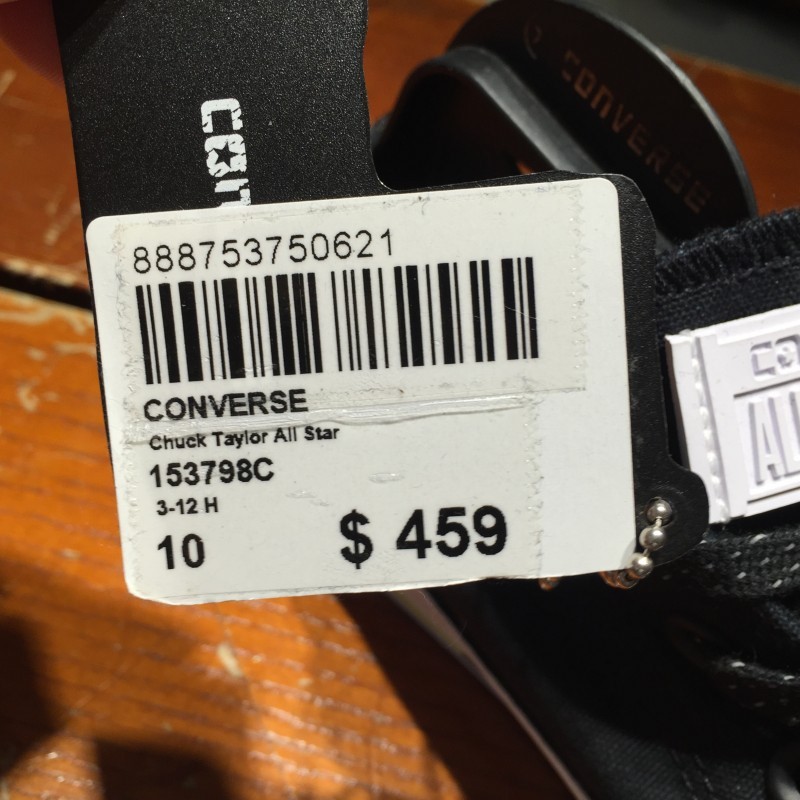 CONVERSE
888753750621
CONVERSE
Chuck Taylor All Star
153798C
3-12 H
10
$ 459